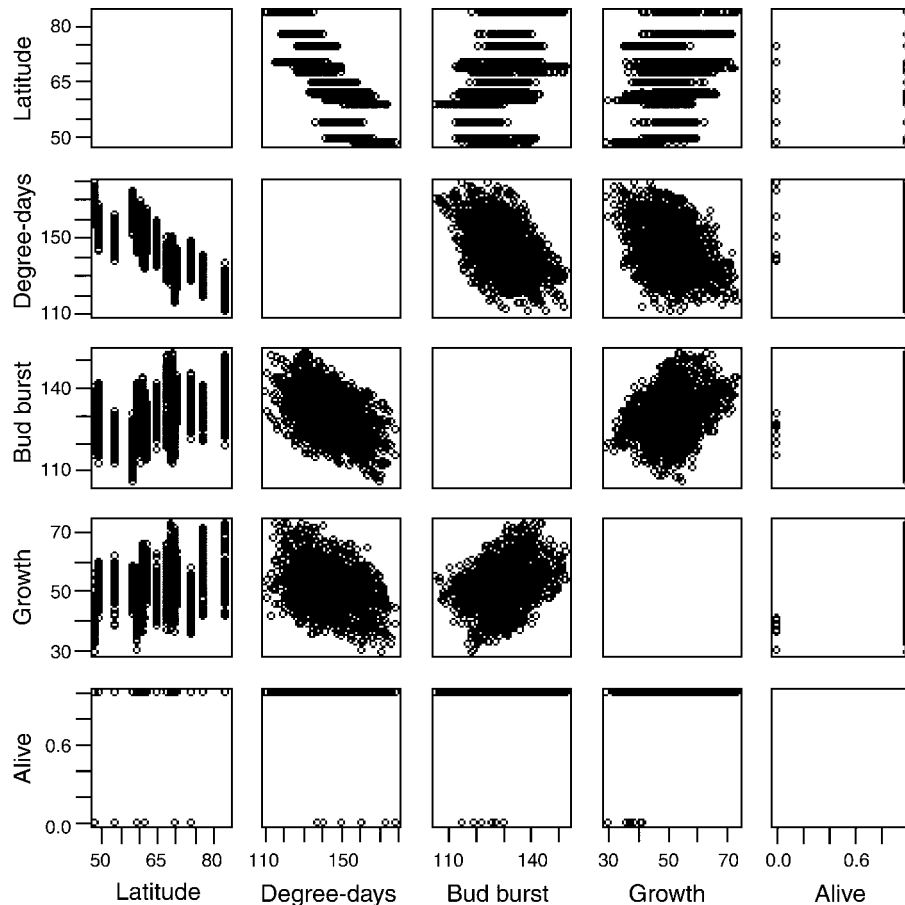 Latitude
80
65
50
Degree-days
150
110
Bud burst
140
110
Growth
70
50
30
Alive
0.6
0.0
50 65 80 110 150 110 140 30 50 70 0.0 0.6
Latitude Degree-days Bud burst Growth Alive